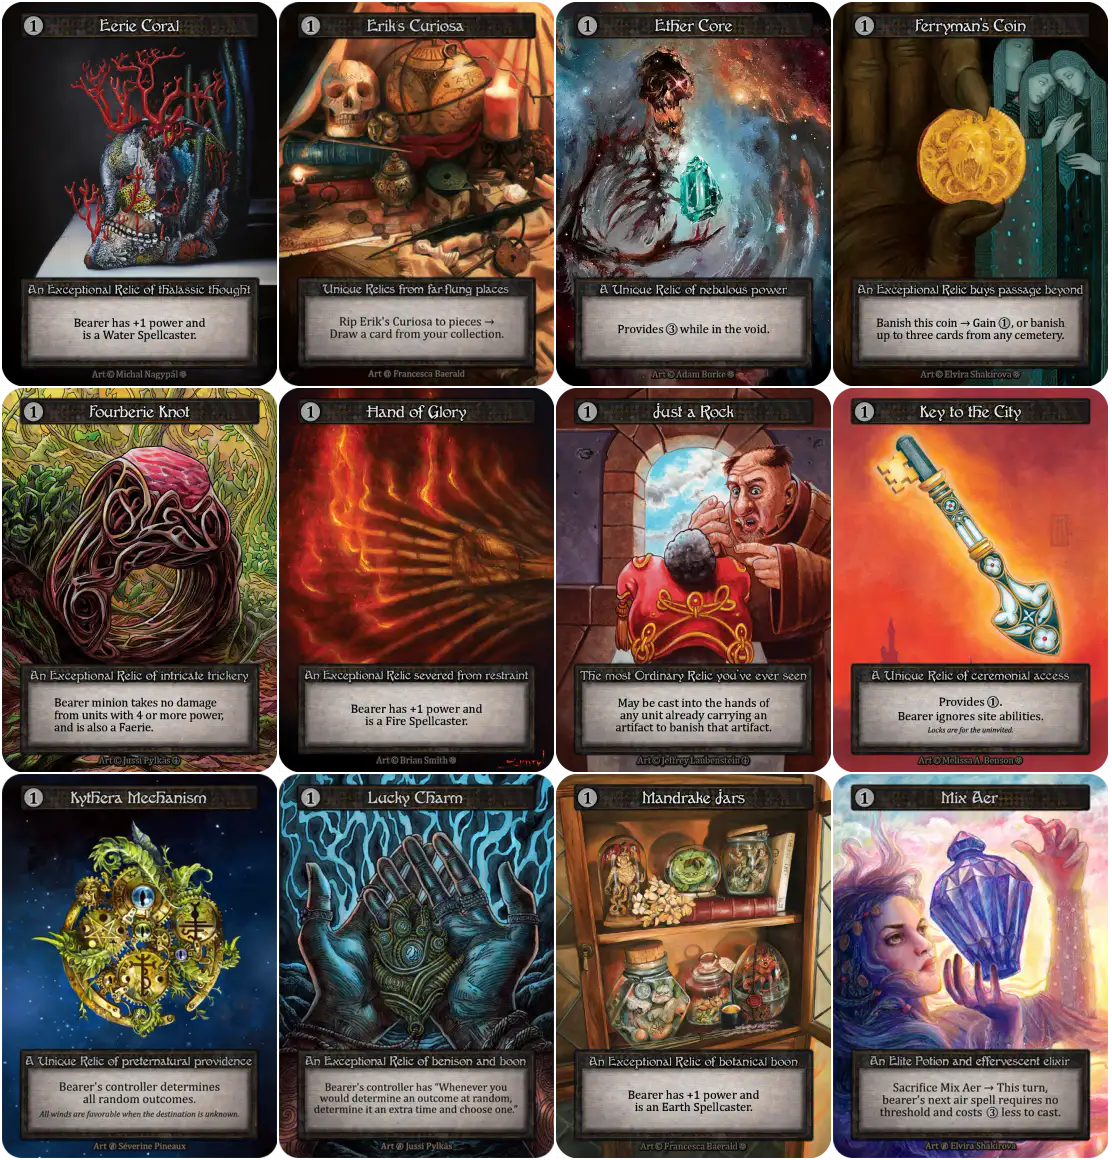 1
Eerie Coral
An Exceptional Relic of thalassic thought
Bearer has +1 power and
is a Water Spellcaster.
Art © Michal Nagypál
1
Erik's Curiosa
Unique Relics from far-flung places
Rip Erik's Curiosa to pieces →
Draw a card from your collection.
Art @ Francesca Baerald
1
Ether Core
A Unique Relic of nebulous power
Provides ③ while in the void.
Art © Adam Burke
1
Ferryman's Coin
An Exceptional Relic buys passage beyond
Banish this coin → Gain ①, or banish
up to three cards from any cemetery.
Art © Elvira Shakirova
1
Fourberie Knot
An Exceptional Relic of intricate trickery
Bearer minion takes no damage
from units with 4 or more power,
and is also a Faerie.
Art © Jussi Pylkäs
1
Hand of Glory
An Exceptional Relic severed from restraint
Bearer has +1 power and
is a Fire Spellcaster.
Art © Brian Smith
1
Just a Rock
The most Ordinary Relic you've ever seen
May be cast into the hands of
any unit already carrying an
artifact to banish that artifact.
Art © Jeffrey Laubenstein
1
Key to the City
A Unique Relic of ceremonial access
Provides ①.
Bearer ignores site abilities.
Locks are for the uninvited.
Art © Melissa A. Benson
1
Kythera Mechanism
A Unique Relic of preternatural providence
Bearer's controller determines
all random outcomes.
All winds are favorable when the destination is unknown.
Art @ Séverine Pineaux
1
Lucky Charm
An Exceptional Relic of benison and boon
Bearer's controller has "Whenever you
would determine an outcome at random,
determine it an extra time and choose one."
Art @ Jussi Pylkäs
1
Mandrake Jars
An Exceptional Relic of botanical boon
Bearer has +1 power and
is an Earth Spellcaster.
Art © Francesca Baerald
1
Mix Aer
An Elite Potion and effervescent elixir
Sacrifice Mix Aer → This turn,
bearer's next air spell requires no
threshold and costs ③ less to cast.
Art @ Elvira Shakirova